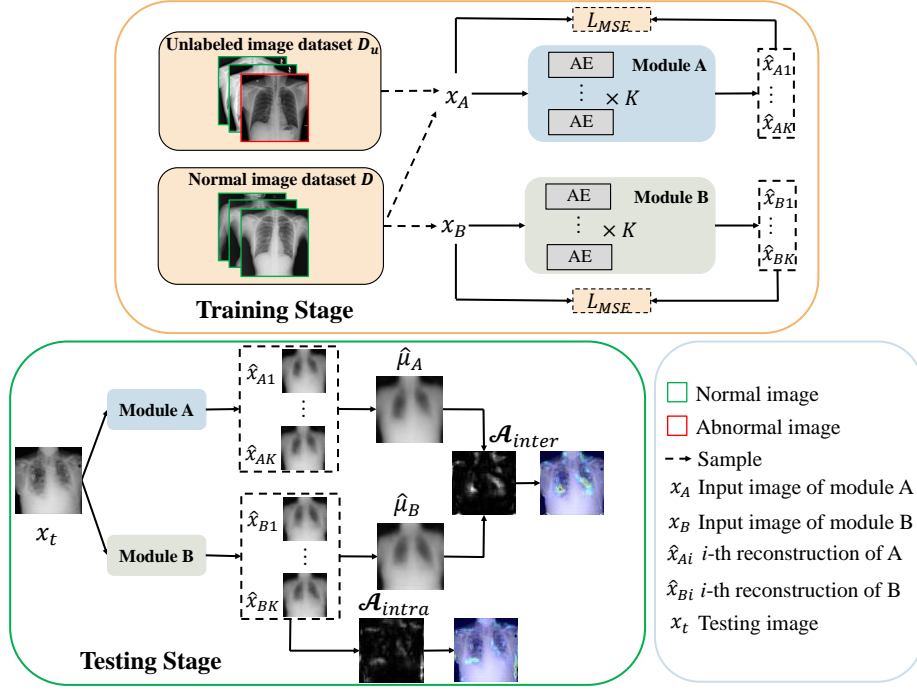 Unlabeled image dataset D_u
Normal image dataset D
x_A
x_B
L_MSE
AE
⋮ × K
AE
Module A
x̂_A1
⋮
x̂_AK
AE
⋮ × K
AE
Module B
x̂_B1
⋮
x̂_BK
L_MSE
Training Stage
x_t
Module A
Module B
x̂_A1
⋮
x̂_AK
x̂_B1
⋮
x̂_BK
μ̂_A
μ̂_B
𝓐_inter
𝓐_intra
Testing Stage
Normal image
Abnormal image
Sample
x_A Input image of module A
x_B Input image of module B
x̂_Ai i-th reconstruction of A
x̂_Bi i-th reconstruction of B
x_t Testing image